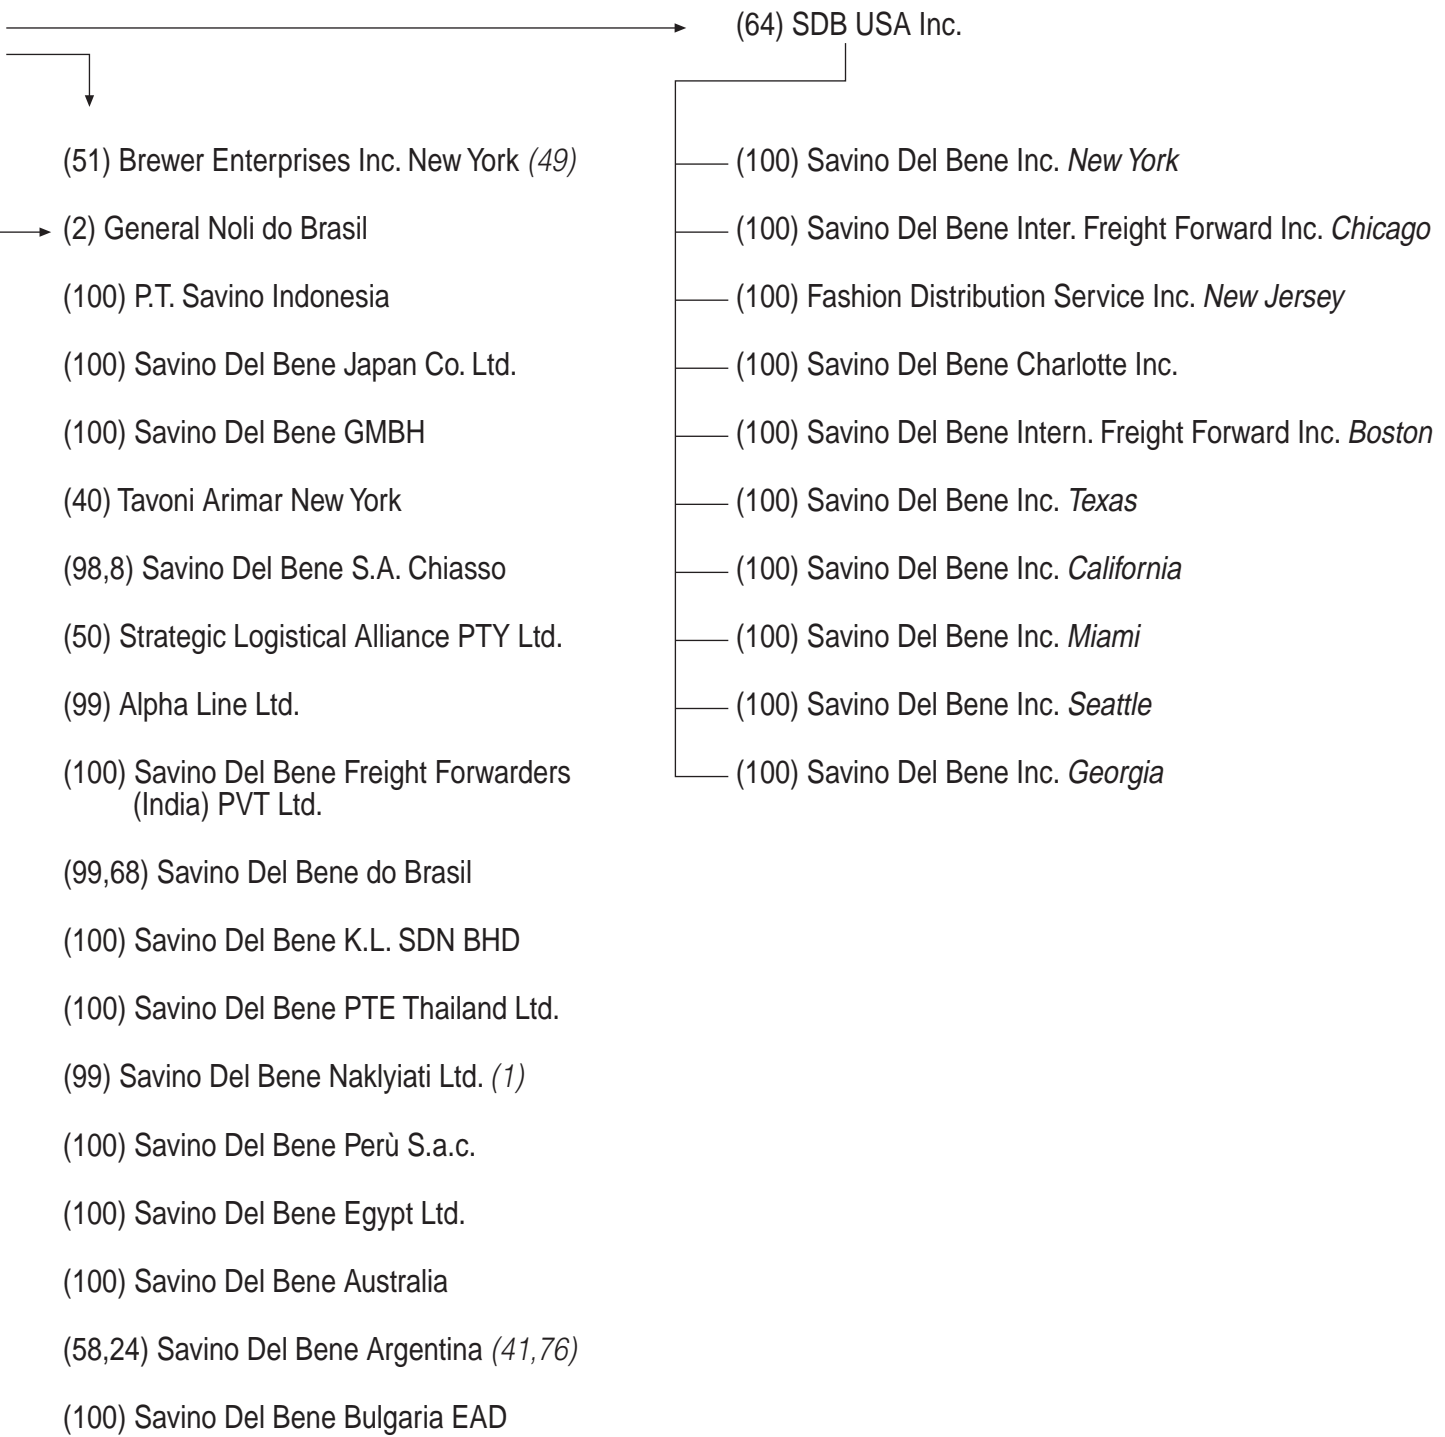 (64) SDB USA Inc.
(51) Brewer Enterprises Inc. New York (49)
(2) General Noli do Brasil
(100) P.T. Savino Indonesia
(100) Savino Del Bene Japan Co. Ltd.
(100) Savino Del Bene GMBH
(40) Tavoni Arimar New York
(98,8) Savino Del Bene S.A. Chiasso
(50) Strategic Logistical Alliance PTY Ltd.
(99) Alpha Line Ltd.
(100) Savino Del Bene Freight Forwarders
(India) PVT Ltd.
(99,68) Savino Del Bene do Brasil
(100) Savino Del Bene K.L. SDN BHD
(100) Savino Del Bene PTE Thailand Ltd.
(99) Savino Del Bene Naklyiati Ltd. (1)
(100) Savino Del Bene Perù S.a.c.
(100) Savino Del Bene Egypt Ltd.
(100) Savino Del Bene Australia
(58,24) Savino Del Bene Argentina (41,76)
(100) Savino Del Bene Bulgaria EAD
(100) Savino Del Bene Inc. New York
(100) Savino Del Bene Inter. Freight Forward Inc. Chicago
(100) Fashion Distribution Service Inc. New Jersey
(100) Savino Del Bene Charlotte Inc.
(100) Savino Del Bene Intern. Freight Forward Inc. Boston
(100) Savino Del Bene Inc. Texas
(100) Savino Del Bene Inc. California
(100) Savino Del Bene Inc. Miami
(100) Savino Del Bene Inc. Seattle
(100) Savino Del Bene Inc. Georgia